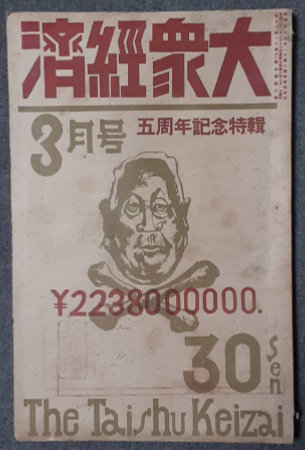 大衆經濟
3月号
五周年記念特輯
¥2238000000.
30 Sen
The Taishu Keizai